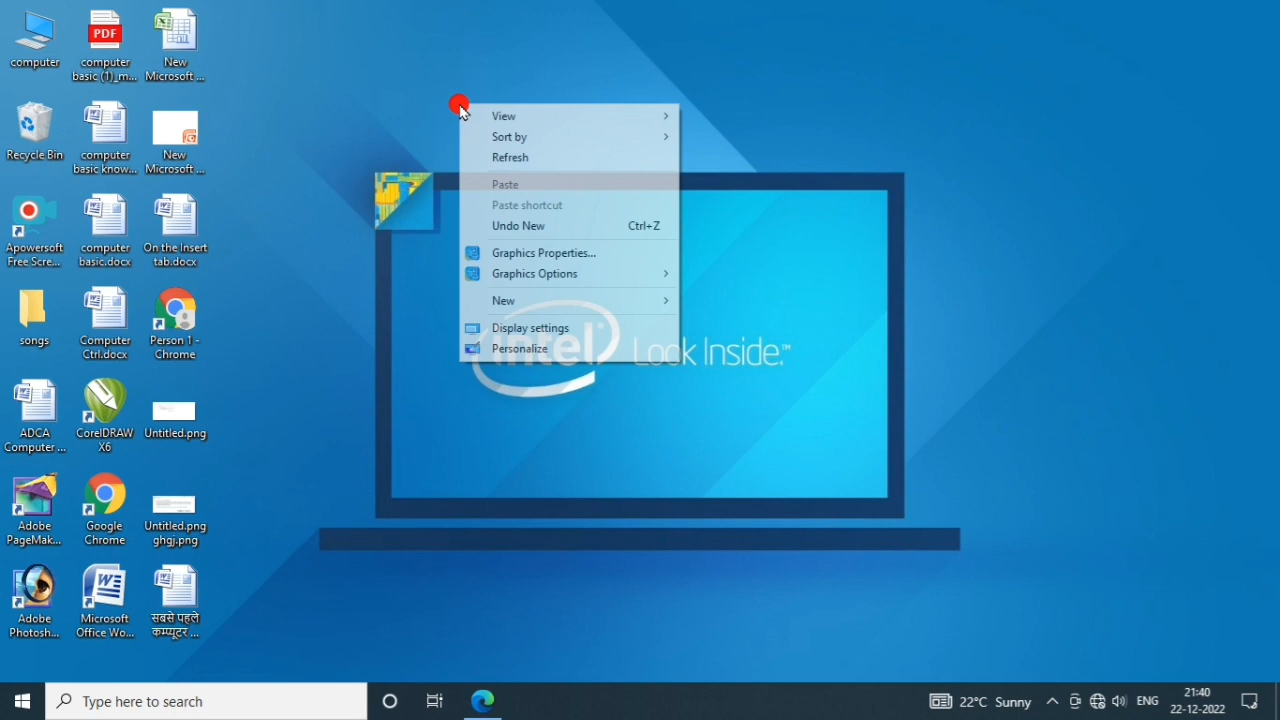 computer
PDF
computer
basic (1)_m...
New
Microsoft ...
Recycle Bin
computer
basic know...
New
Microsoft ...
Apowersoft
Free Scre...
computer
basic.docx
On the Insert
tab.docx
songs
Computer
Ctrl.docx
Person 1 -
Chrome
ADCA
Computer ...
CorelDRAW
X6
Untitled.png
Adobe
PageMak...
Google
Chrome
Untitled.png
ghgj.png
Adobe
Photosh...
Microsoft
Office Wo...
सबसे पहले
कम्प्यूटर ...
View
Sort by
Refresh
Paste
Paste shortcut
Undo New Ctrl+Z
Graphics Properties...
Graphics Options
New
Display settings
Personalize
intel® Look Inside.™
Type here to search
22°C Sunny
ENG
21:40
22-12-2022